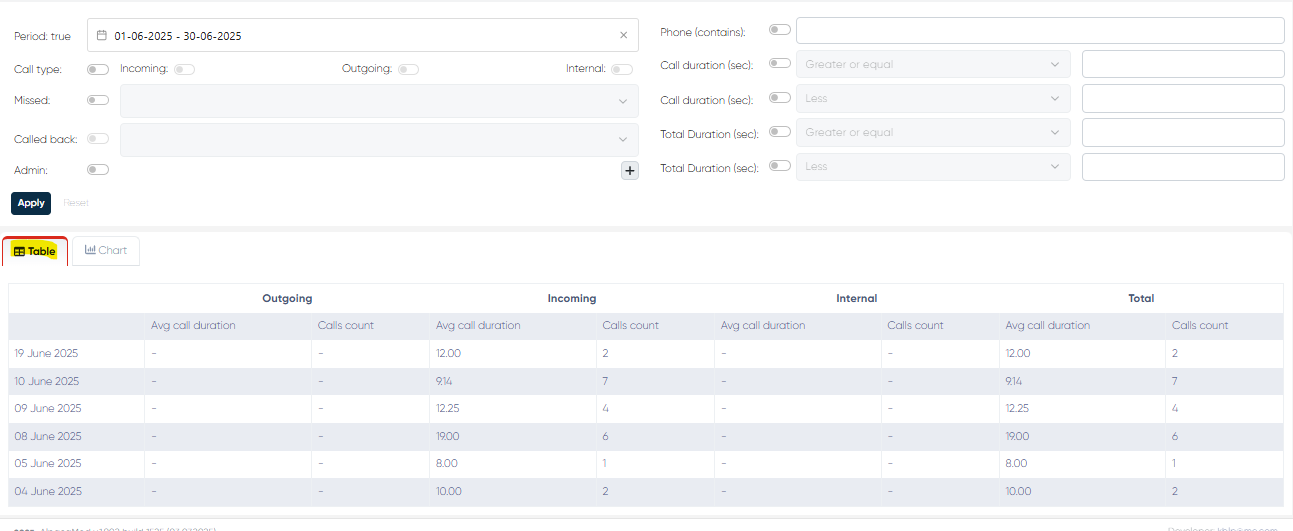 Period: true 01-06-2025 - 30-06-2025
Call type: Incoming: Outgoing: Internal:
Missed:
Called back:
Admin:
Phone (contains):
Call duration (sec): Greater or equal
Call duration (sec): Less
Total Duration (sec): Greater or equal
Total Duration (sec): Less
Apply Reset
Table Chart
Outgoing Incoming Internal Total
Avg call duration Calls count Avg call duration Calls count Avg call duration Calls count Avg call duration Calls count
19 June 2025 - - 12.00 2 - - 12.00 2
10 June 2025 - - 9.14 7 - - 9.14 7
09 June 2025 - - 12.25 4 - - 12.25 4
08 June 2025 - - 19.00 6 - - 19.00 6
05 June 2025 - - 8.00 1 - - 8.00 1
04 June 2025 - - 10.00 2 - - 10.00 2